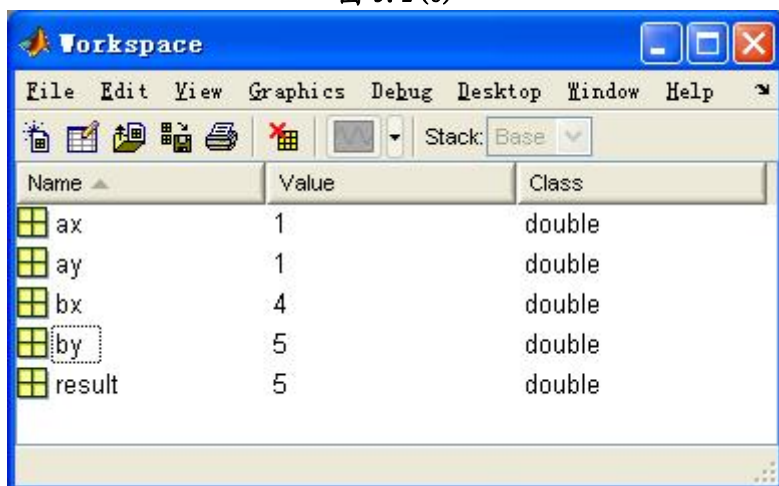 Workspace
File Edit View Graphics Debug Desktop Window Help
Stack: Base
Name Value Class
ax 1 double
ay 1 double
bx 4 double
by 5 double
result 5 double